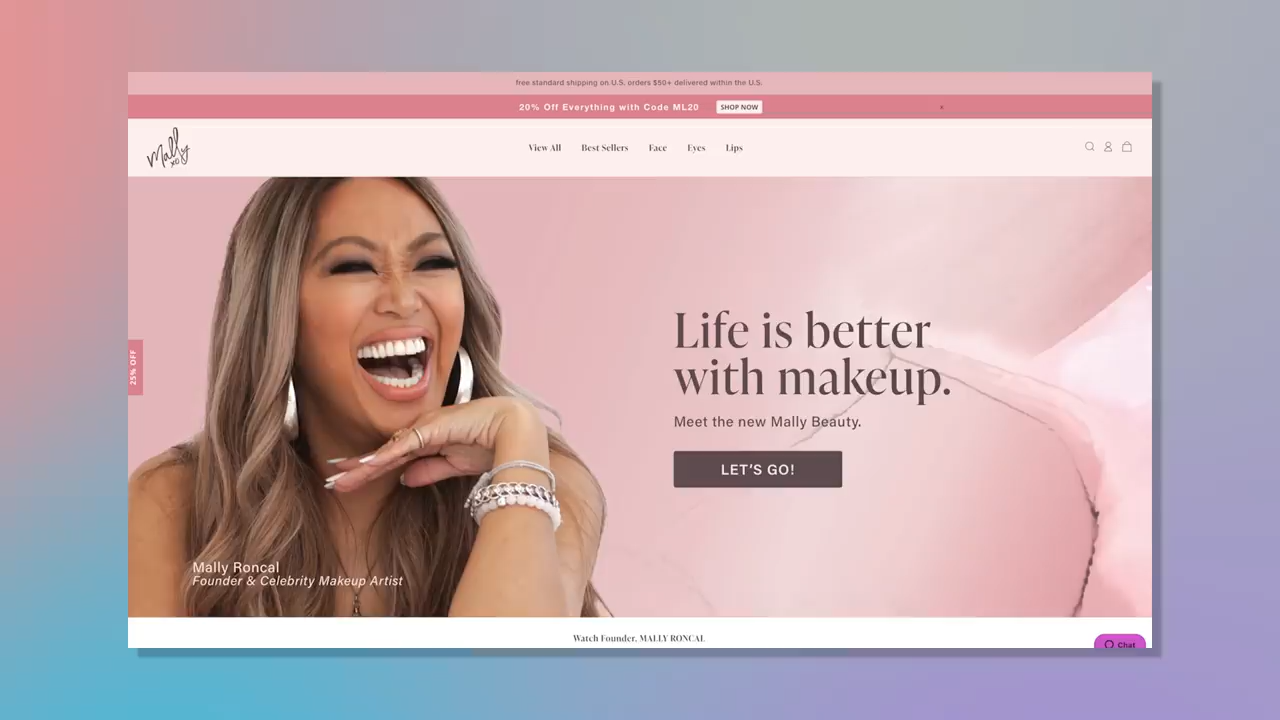 free standard shipping on U.S. orders $50+ delivered within the U.S.
20% Off Everything with Code ML20
SHOP NOW
x
Mally
xo
View All
Best Sellers
Face
Eyes
Lips
25% OFF
Life is better
with makeup.
Meet the new Mally Beauty.
LET'S GO!
Mally Roncal
Founder & Celebrity Makeup Artist
Watch Founder, MALLY RONCAL
Chat